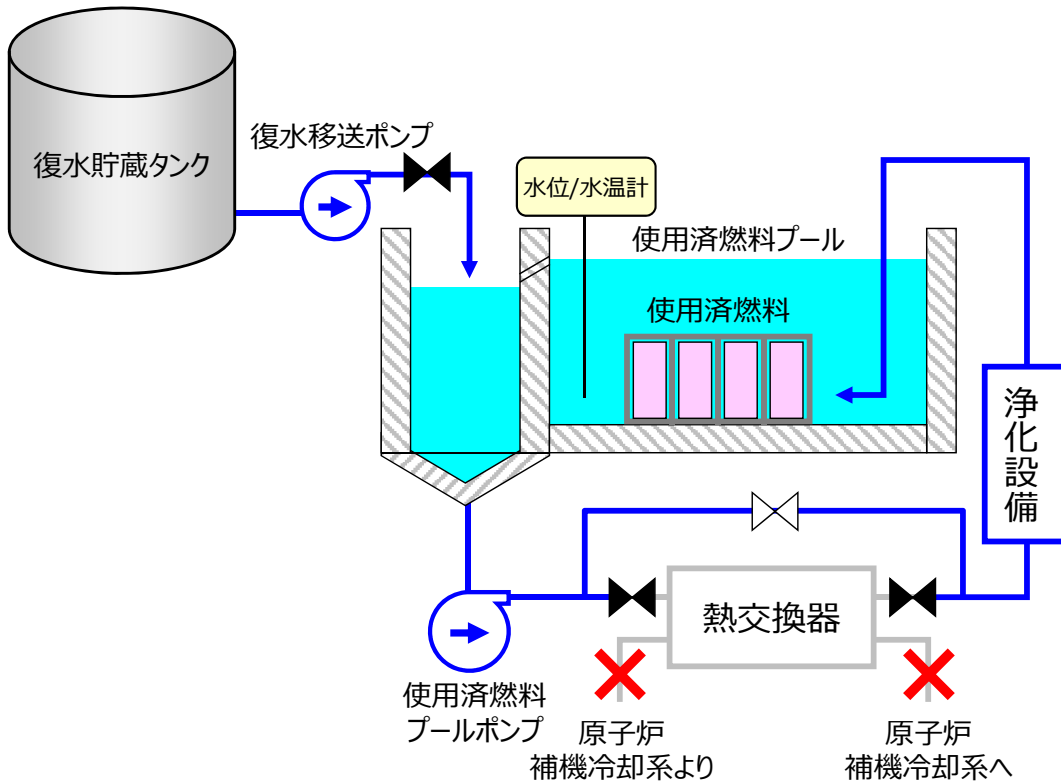 復水貯蔵タンク
復水移送ポンプ
水位/水温計
使用済燃料プール
使用済燃料
浄化設備
熱交換器
使用済燃料
プールポンプ
原子炉
補機冷却系より
原子炉
補機冷却系へ